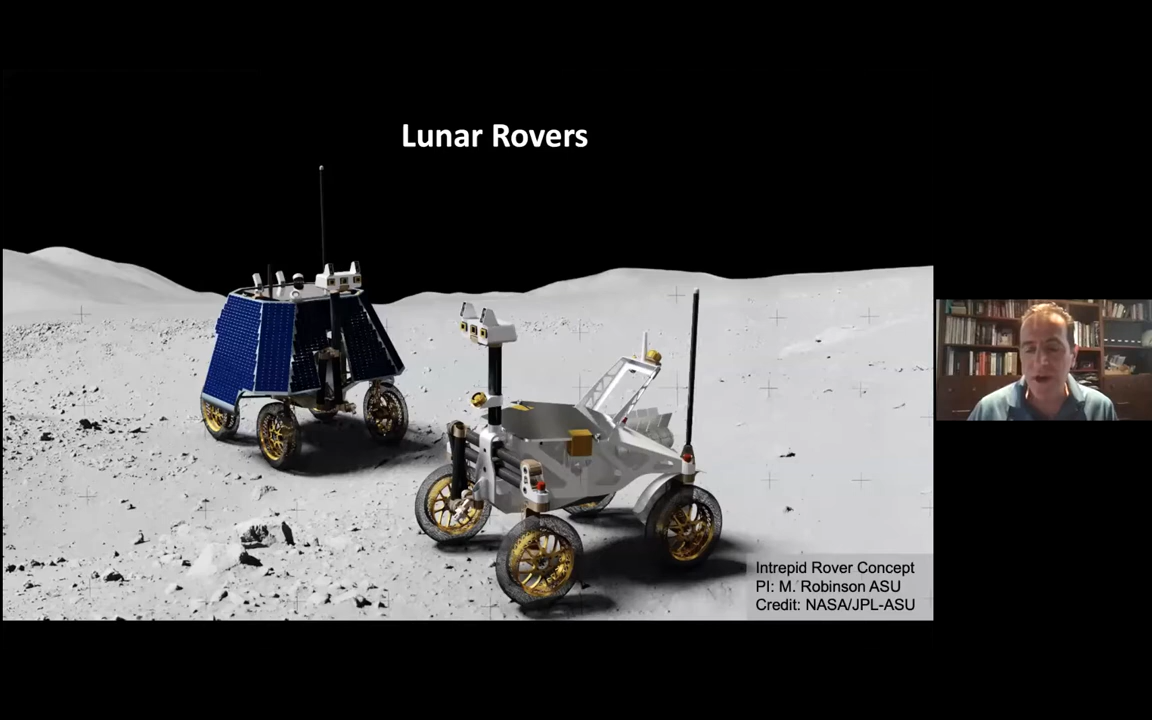 Lunar Rovers
Intrepid Rover Concept
PI: M. Robinson ASU
Credit: NASA/JPL-ASU